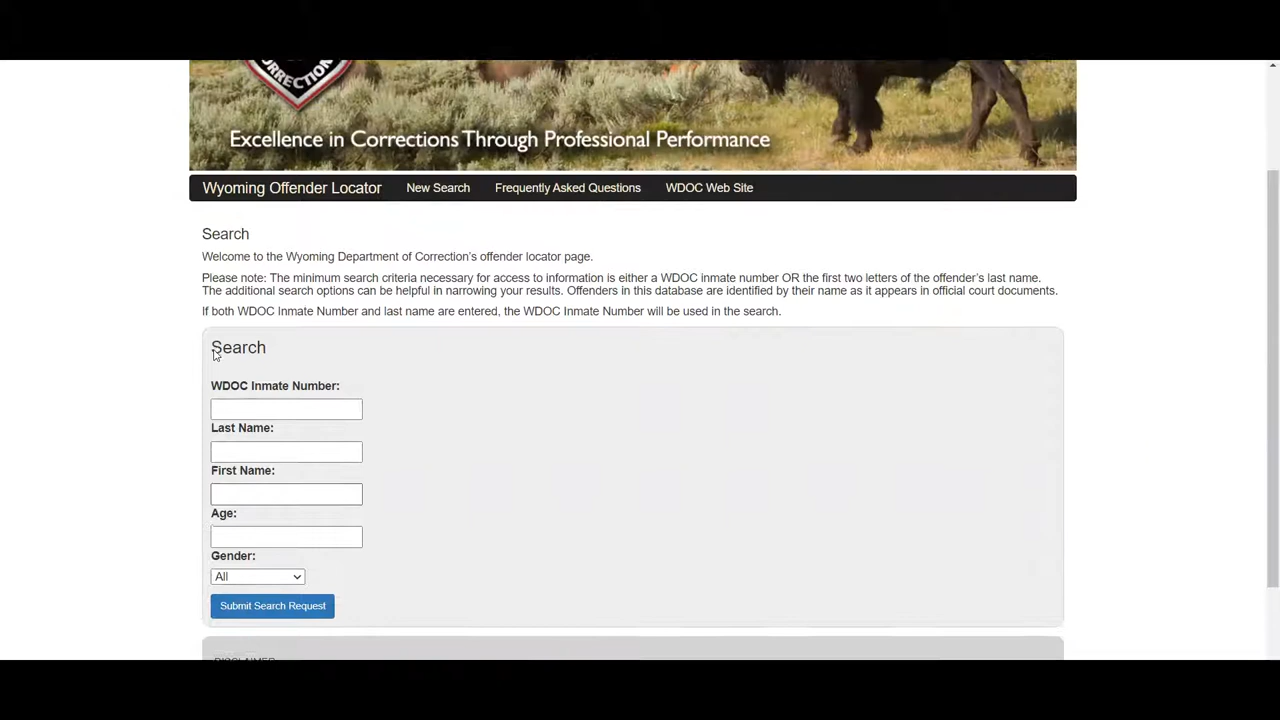 CORRECTIONS
Excellence in Corrections Through Professional Performance
Wyoming Offender Locator New Search Frequently Asked Questions WDOC Web Site
Search
Welcome to the Wyoming Department of Correction's offender locator page.
Please note: The minimum search criteria necessary for access to information is either a WDOC inmate number OR the first two letters of the offender's last name.
The additional search options can be helpful in narrowing your results. Offenders in this database are identified by their name as it appears in official court documents.
If both WDOC Inmate Number and last name are entered, the WDOC Inmate Number will be used in the search.
Search
WDOC Inmate Number:
Last Name:
First Name:
Age:
Gender:
All
Submit Search Request
DISCLAIMER